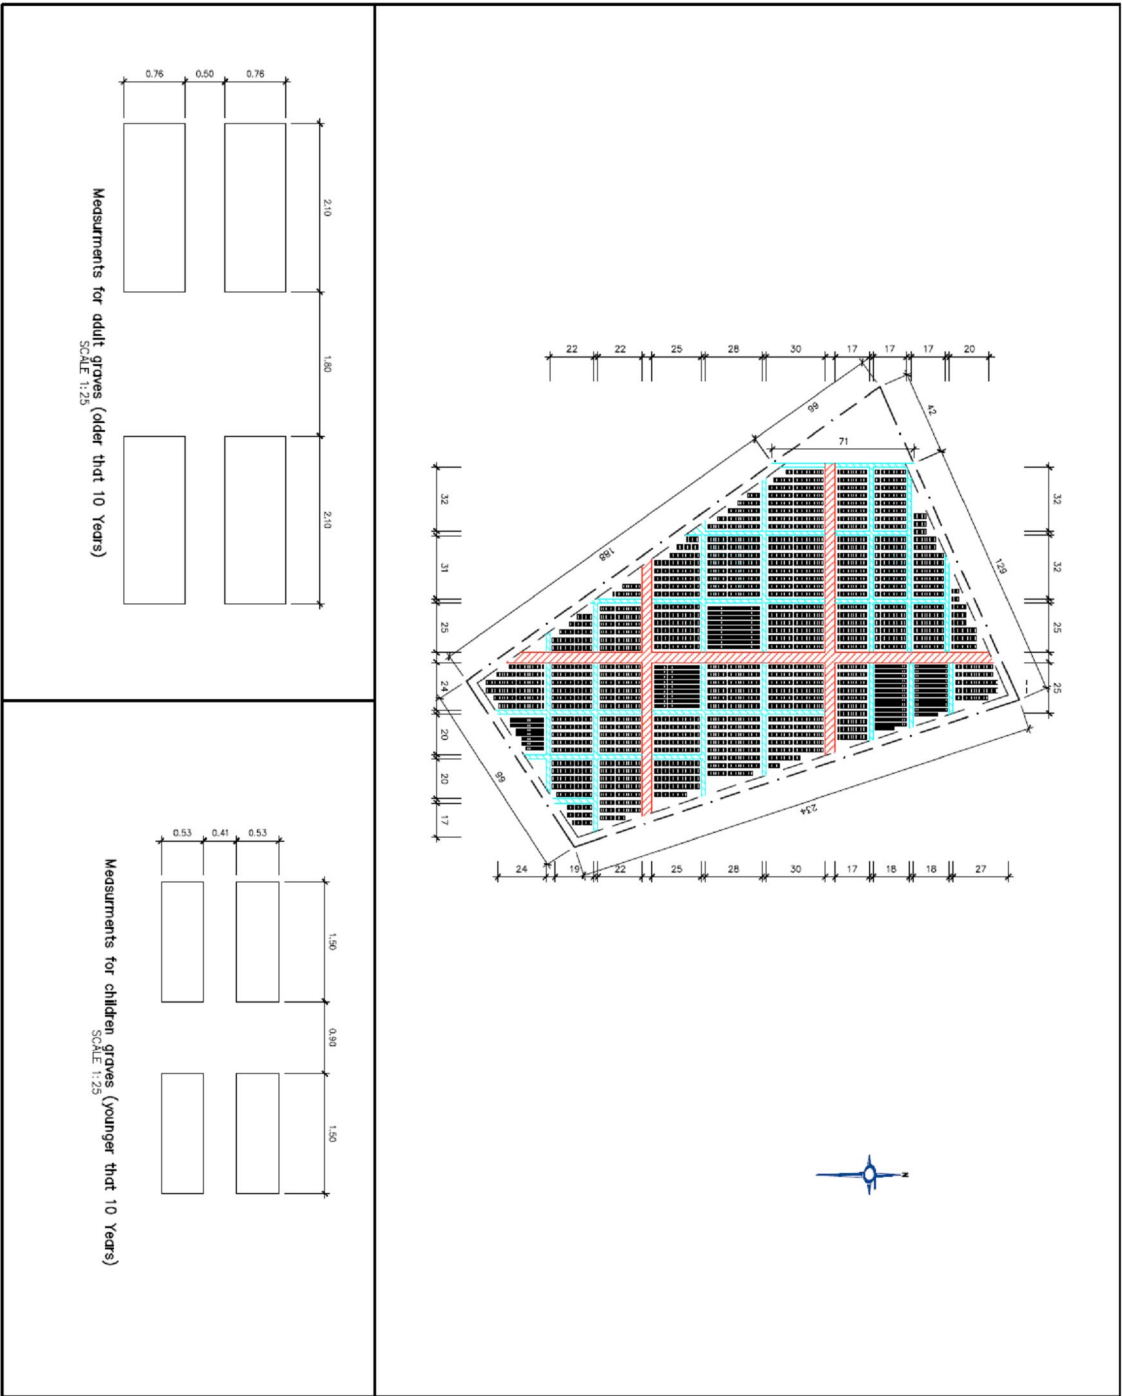 0.76 0.50 0.76
2.10
1.80
2.10
Measurments for adult graves (older that 10 Years)
SCALE 1:25
0.53 0.41 0.53
1.50
0.90
1.50
Measurments for children graves (younger that 10 Years)
SCALE 1:25
22 22 25 28 30 17 17 17 20
66
42
71
188
129
32
31
25
24
20
20
17
32
32
25
25
66
234
24 19 22 25 28 30 17 18 18 27
N